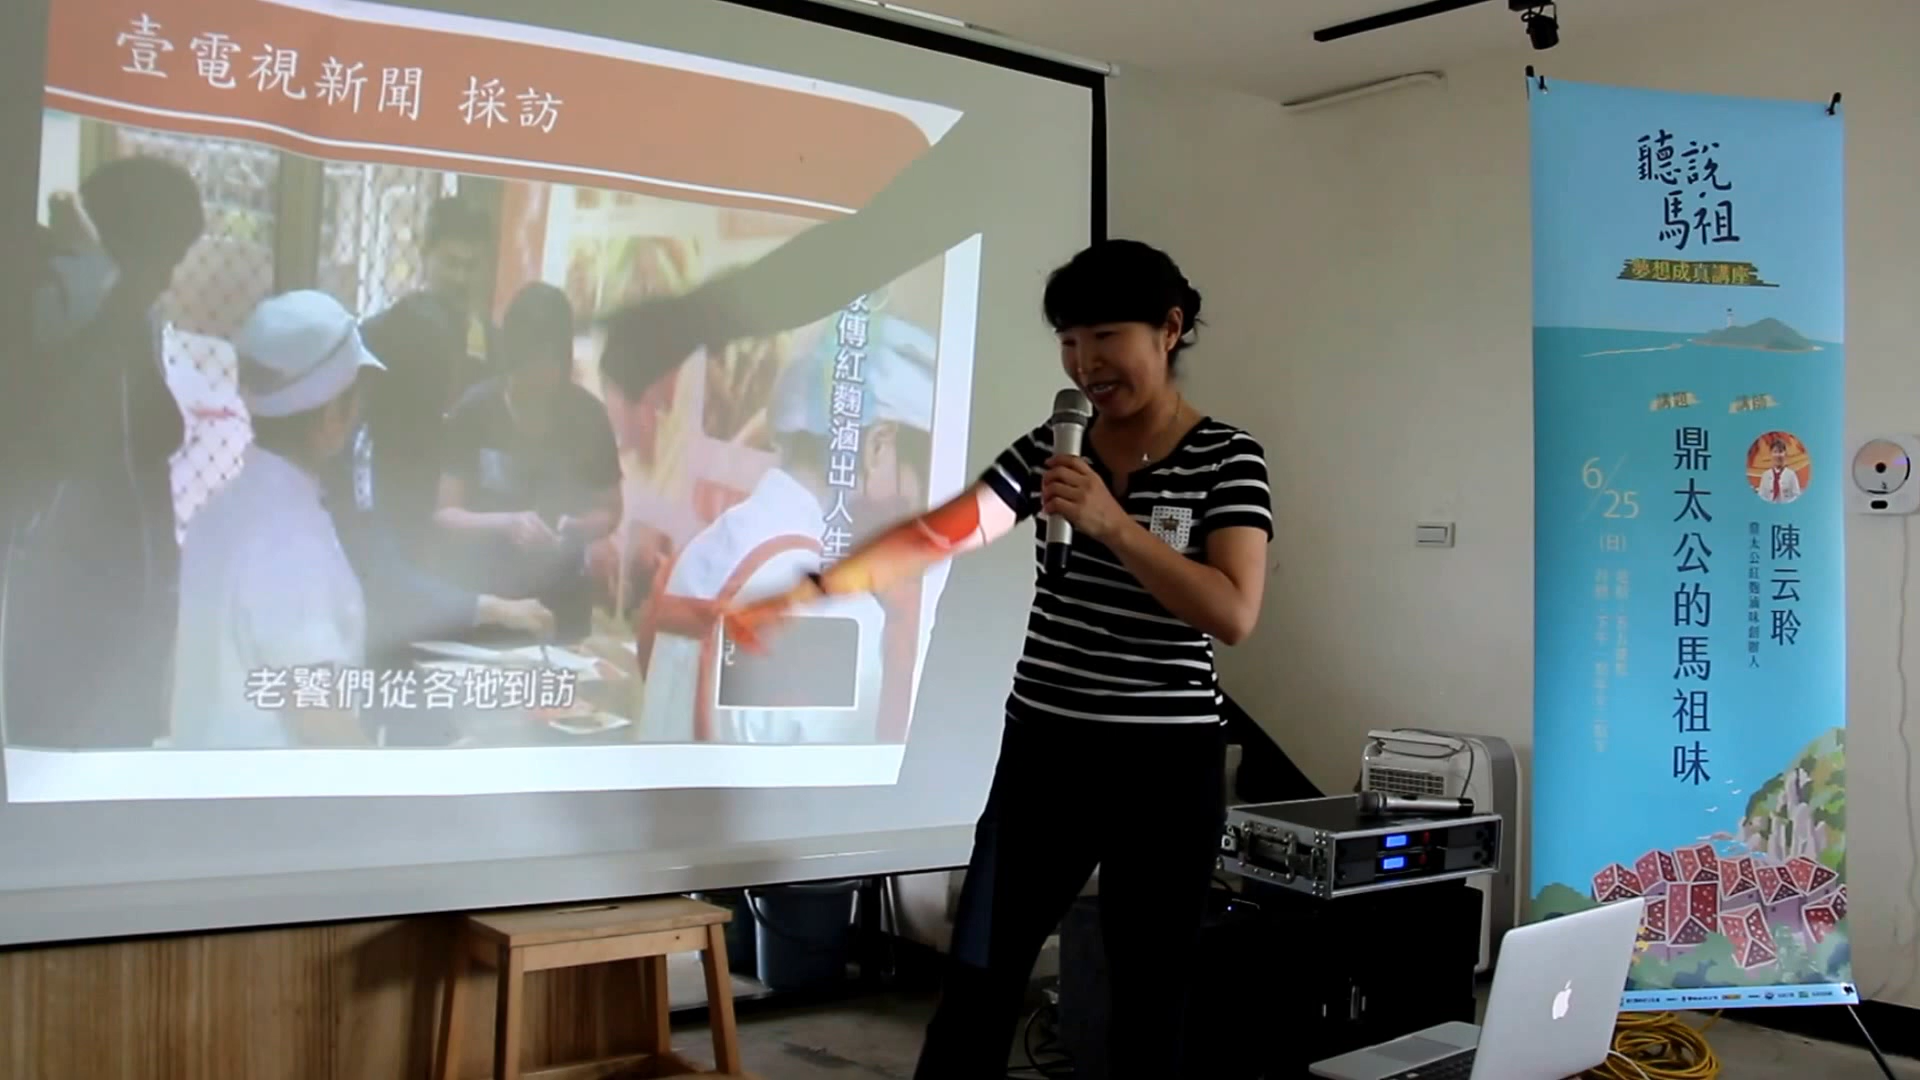 壹電視新聞 採訪
傳紅麴滷出人生
老饕們從各地到訪
聽說
馬祖
夢想成真講座
講題
講師
6/25
(日)
鼎太公的馬祖味
陳云聆
鼎太公紅麴滷味創辦人